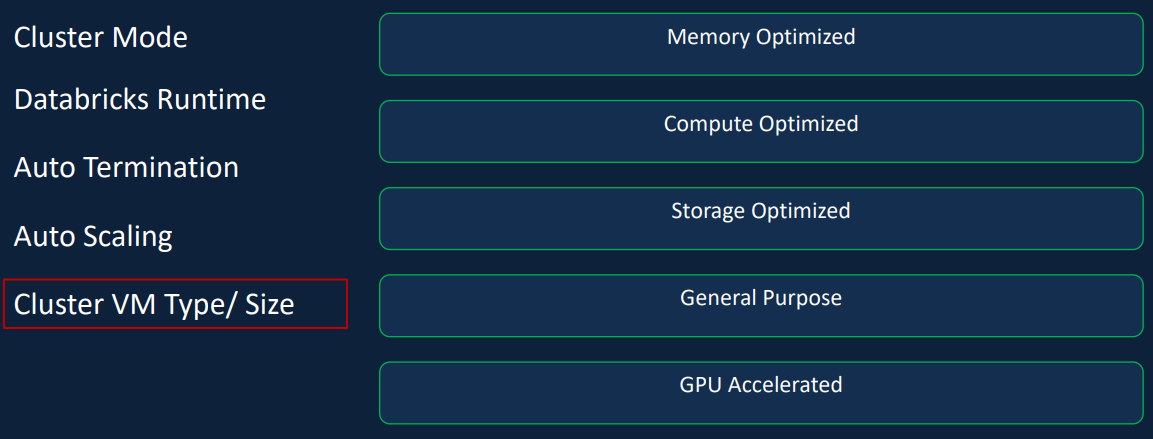 Cluster Mode
Databricks Runtime
Auto Termination
Auto Scaling
Cluster VM Type/ Size
Memory Optimized
Compute Optimized
Storage Optimized
General Purpose
GPU Accelerated